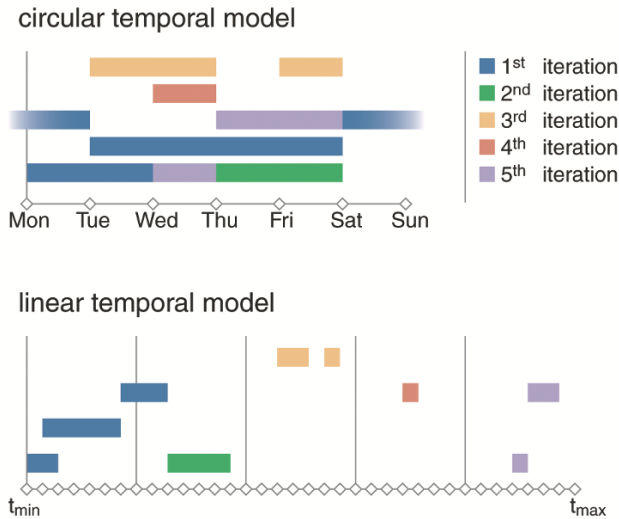 circular temporal model
1st iteration
2nd iteration
3rd iteration
4th iteration
5th iteration
Mon Tue Wed Thu Fri Sat Sun
linear temporal model
tmin tmax